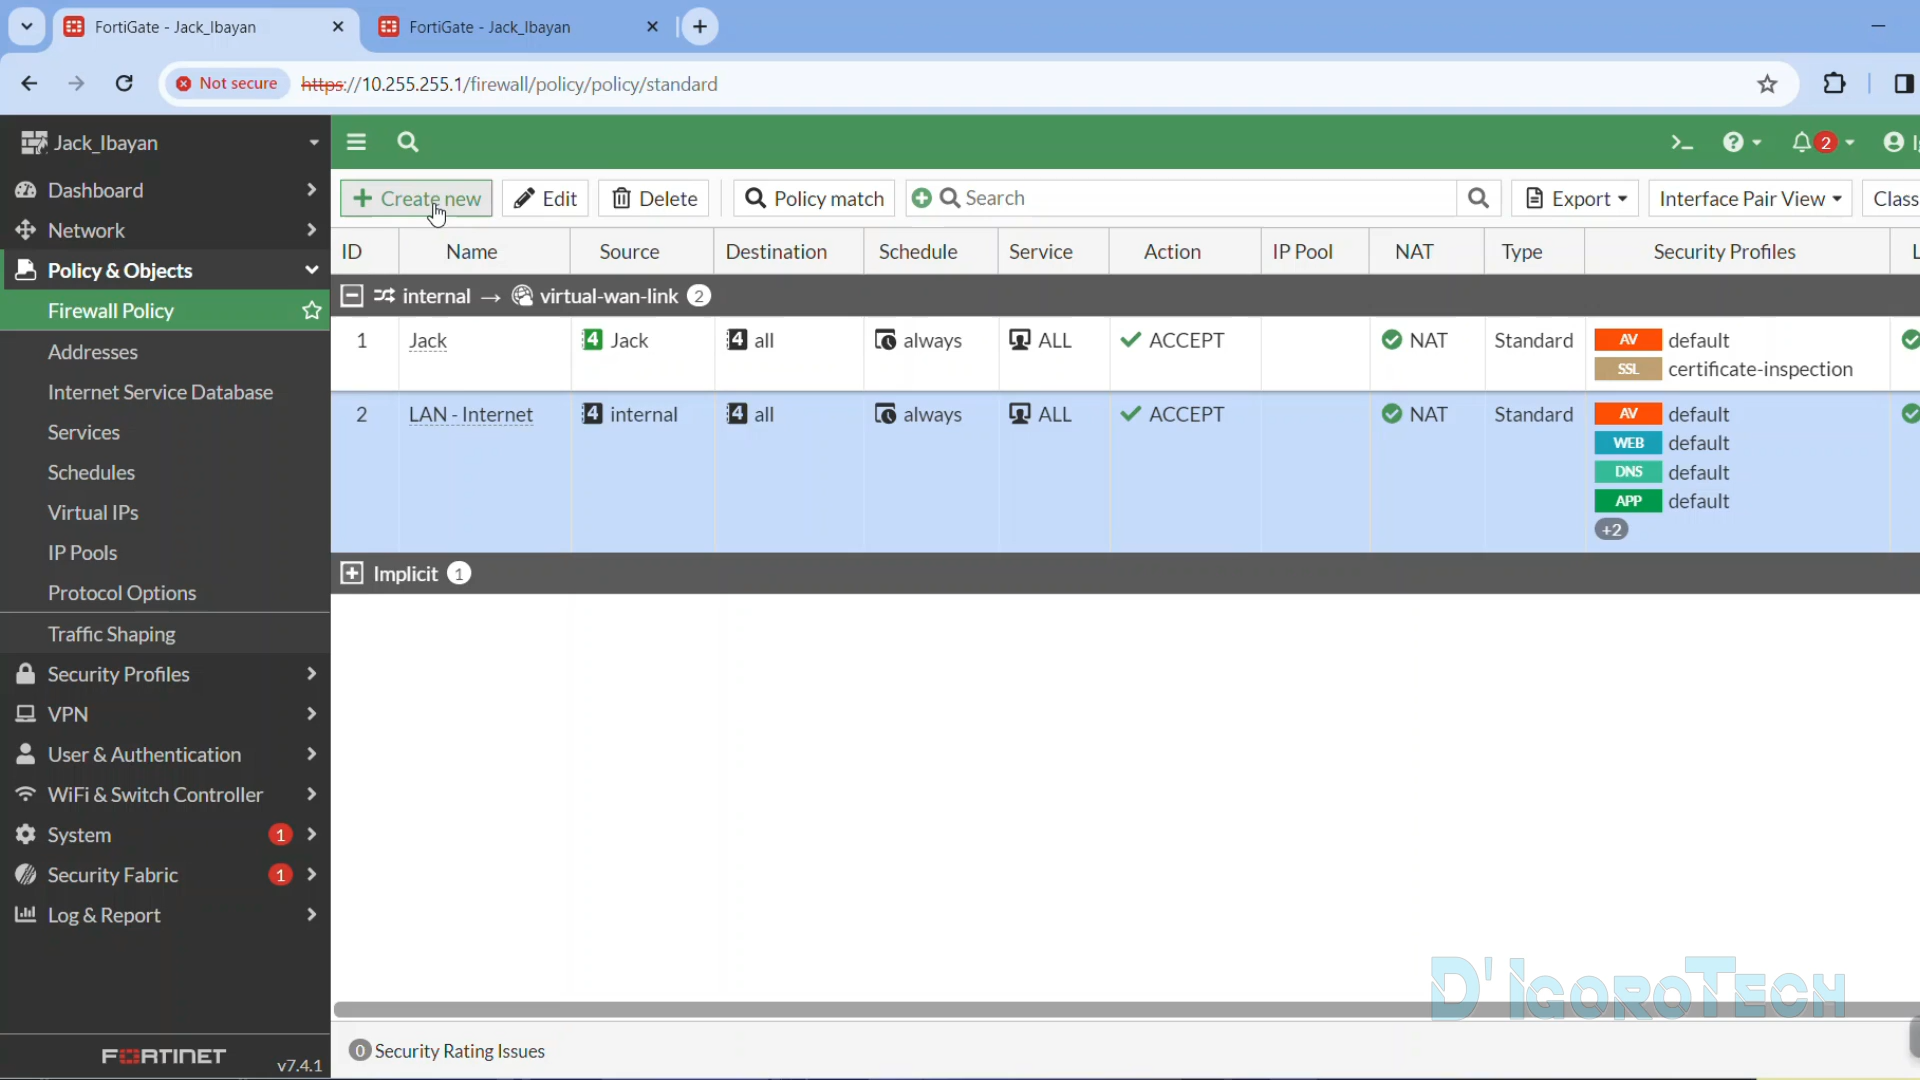 FortiGate - Jack_Ibayan
FortiGate - Jack_Ibayan
Not secure https://10.255.255.1/firewall/policy/policy/standard
Jack_Ibayan
2
Dashboard
Network
Policy & Objects
Firewall Policy
Addresses
Internet Service Database
Services
Schedules
Virtual IPs
IP Pools
Protocol Options
Traffic Shaping
Security Profiles
VPN
User & Authentication
WiFi & Switch Controller
System 1
Security Fabric 1
Log & Report
FORTINET v7.4.1
Create new Edit Delete Policy match Search Export Interface Pair View Class
ID Name Source Destination Schedule Service Action IP Pool NAT Type Security Profiles
internal → virtual-wan-link 2
1 Jack 4 Jack 4 all always ALL ACCEPT NAT Standard AV default
SSL certificate-inspection
2 LAN - Internet 4 internal 4 all always ALL ACCEPT NAT Standard AV default
WEB default
DNS default
APP default
+2
Implicit 1
D'IGOROTECH
0 Security Rating Issues